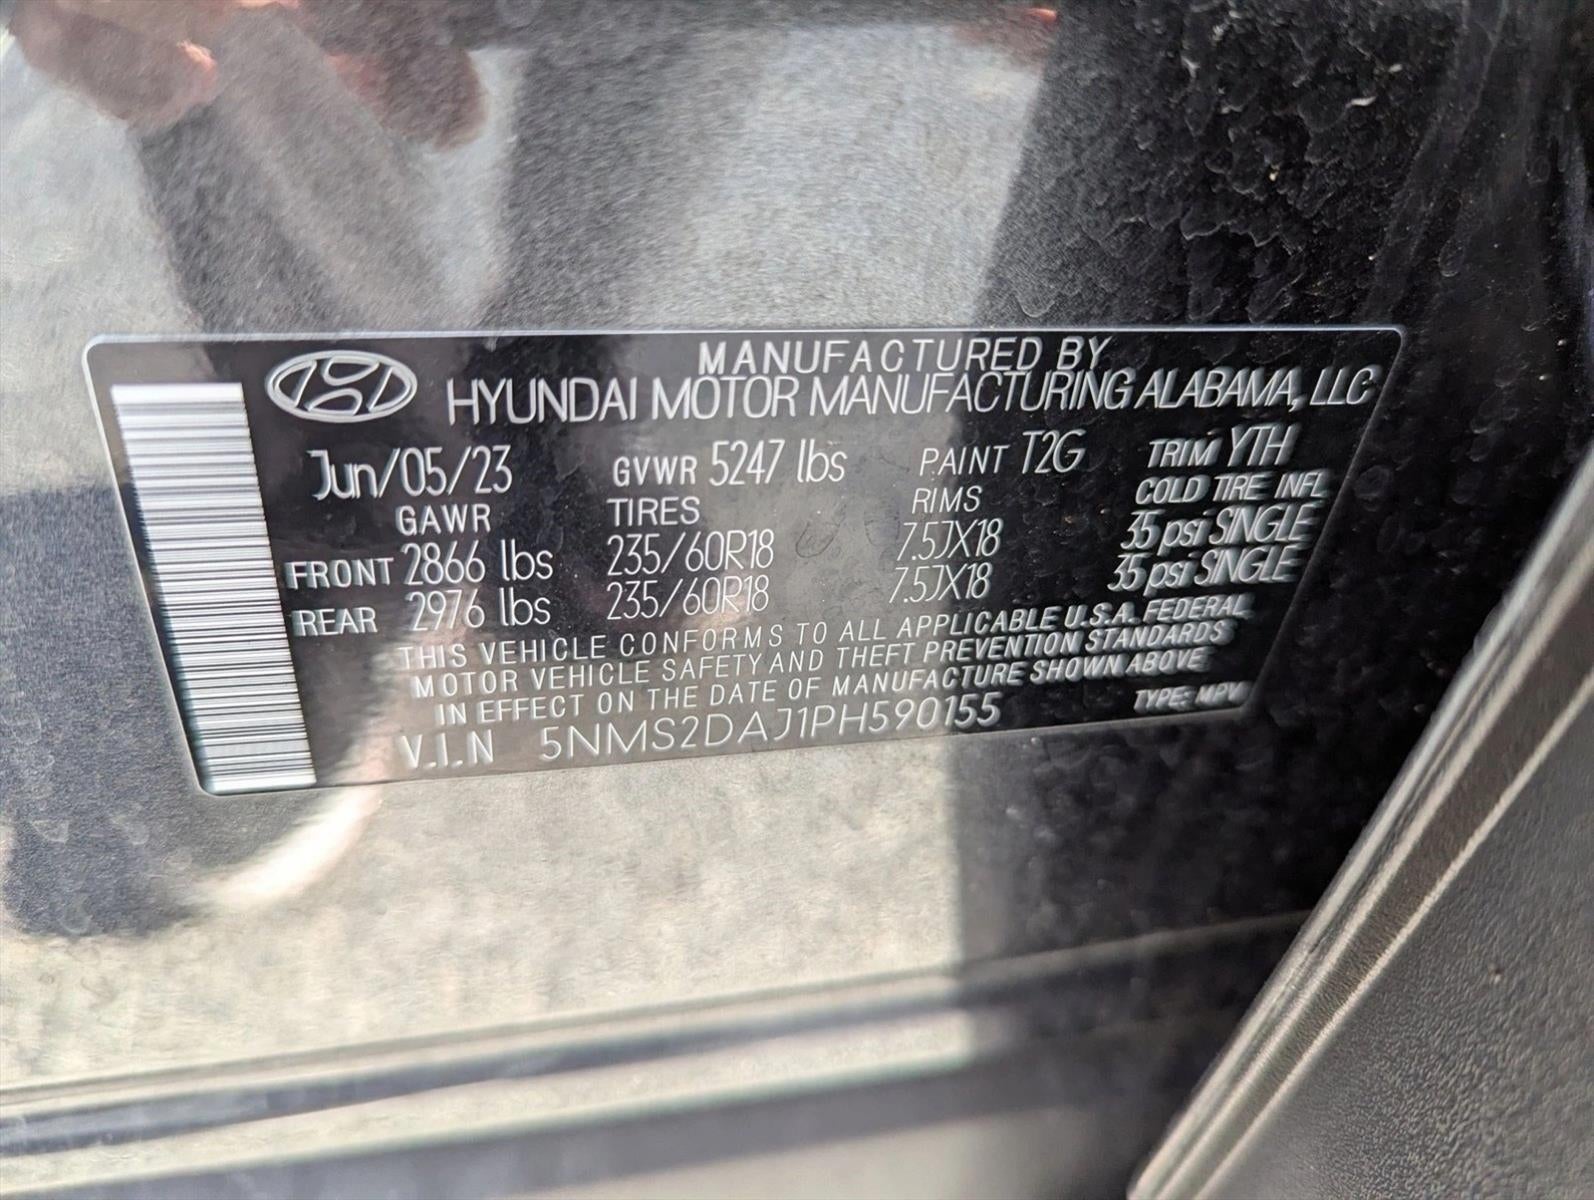 MANUFACTURED BY
HYUNDAI MOTOR MANUFACTURING ALABAMA, LLC
Jun/05/23 GVWR 5247 lbs PAINT T2G TRIM YTH
GAWR TIRES RIMS COLD TIRE INFL
FRONT 2866 lbs 235/60R18 7.5JX18 35 psi SINGLE
REAR 2976 lbs 235/60R18 7.5JX18 35 psi SINGLE
THIS VEHICLE CONFORMS TO ALL APPLICABLE U.S.A. FEDERAL
MOTOR VEHICLE SAFETY AND THEFT PREVENTION STANDARDS
IN EFFECT ON THE DATE OF MANUFACTURE SHOWN ABOVE
V.I.N 5NMS2DAJ1PH590155 TYPE: MPV